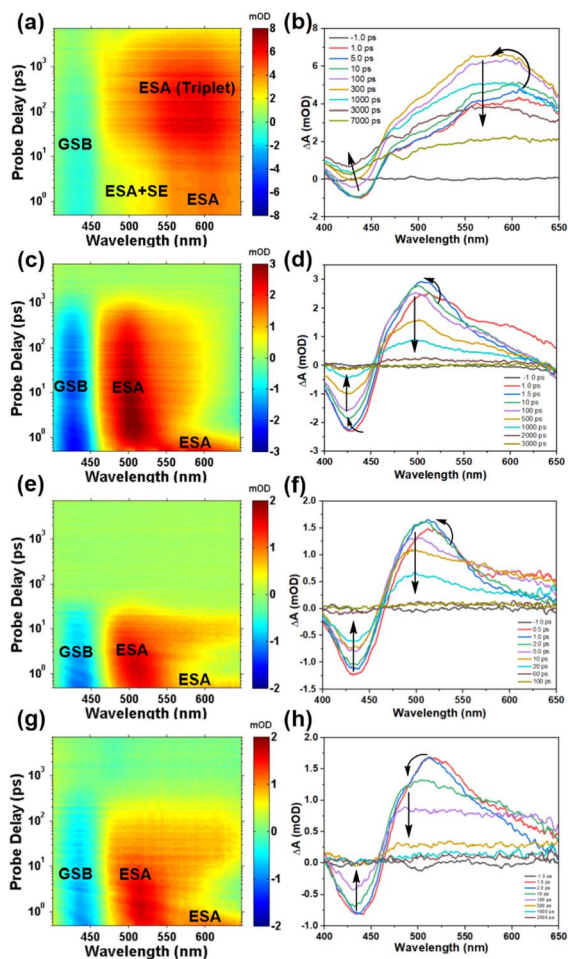 (a)
mOD
8
6
4
2
0
-2
-4
-6
-8
Probe Delay (ps)
10³
10²
10¹
10⁰
GSB
ESA (Triplet)
ESA+SE
ESA
450 500 550 600
Wavelength (nm)
(b)
ΔA (mOD)
8
6
4
2
0
-2
-1.0 ps
1.0 ps
5.0 ps
10 ps
100 ps
300 ps
1000 ps
3000 ps
7000 ps
400 450 500 550 600 650
Wavelength (nm)
(c)
mOD
3
2
1
0
-1
-2
-3
Probe Delay (ps)
10³
10²
10¹
10⁰
GSB
ESA
ESA
450 500 550 600
Wavelength (nm)
(d)
ΔA (mOD)
3
2
1
0
-1
-2
-3
-1.0 ps
1.0 ps
1.5 ps
10 ps
100 ps
500 ps
1000 ps
2000 ps
3000 ps
400 450 500 550 600 650
Wavelength (nm)
(e)
mOD
2
1
0
-1
-2
Probe Delay (ps)
10³
10²
10¹
10⁰
GSB
ESA
ESA
450 500 550 600
Wavelength (nm)
(f)
ΔA (mOD)
2.0
1.5
1.0
0.5
0.0
-0.5
-1.0
-1.5
-1.0 ps
0.5 ps
1.0 ps
2.0 ps
5.0 ps
10 ps
20 ps
60 ps
100 ps
400 450 500 550 600 650
Wavelength (nm)
(g)
mOD
2
1
0
-1
-2
Probe Delay (ps)
10³
10²
10¹
10⁰
GSB
ESA
ESA
450 500 550 600
Wavelength (nm)
(h)
ΔA (mOD)
2.0
1.5
1.0
0.5
0.0
-0.5
-1.0
10 ps
100 ps
500 ps
1000 ps
2000 ps
400 450 500 550 600 650
Wavelength (nm)